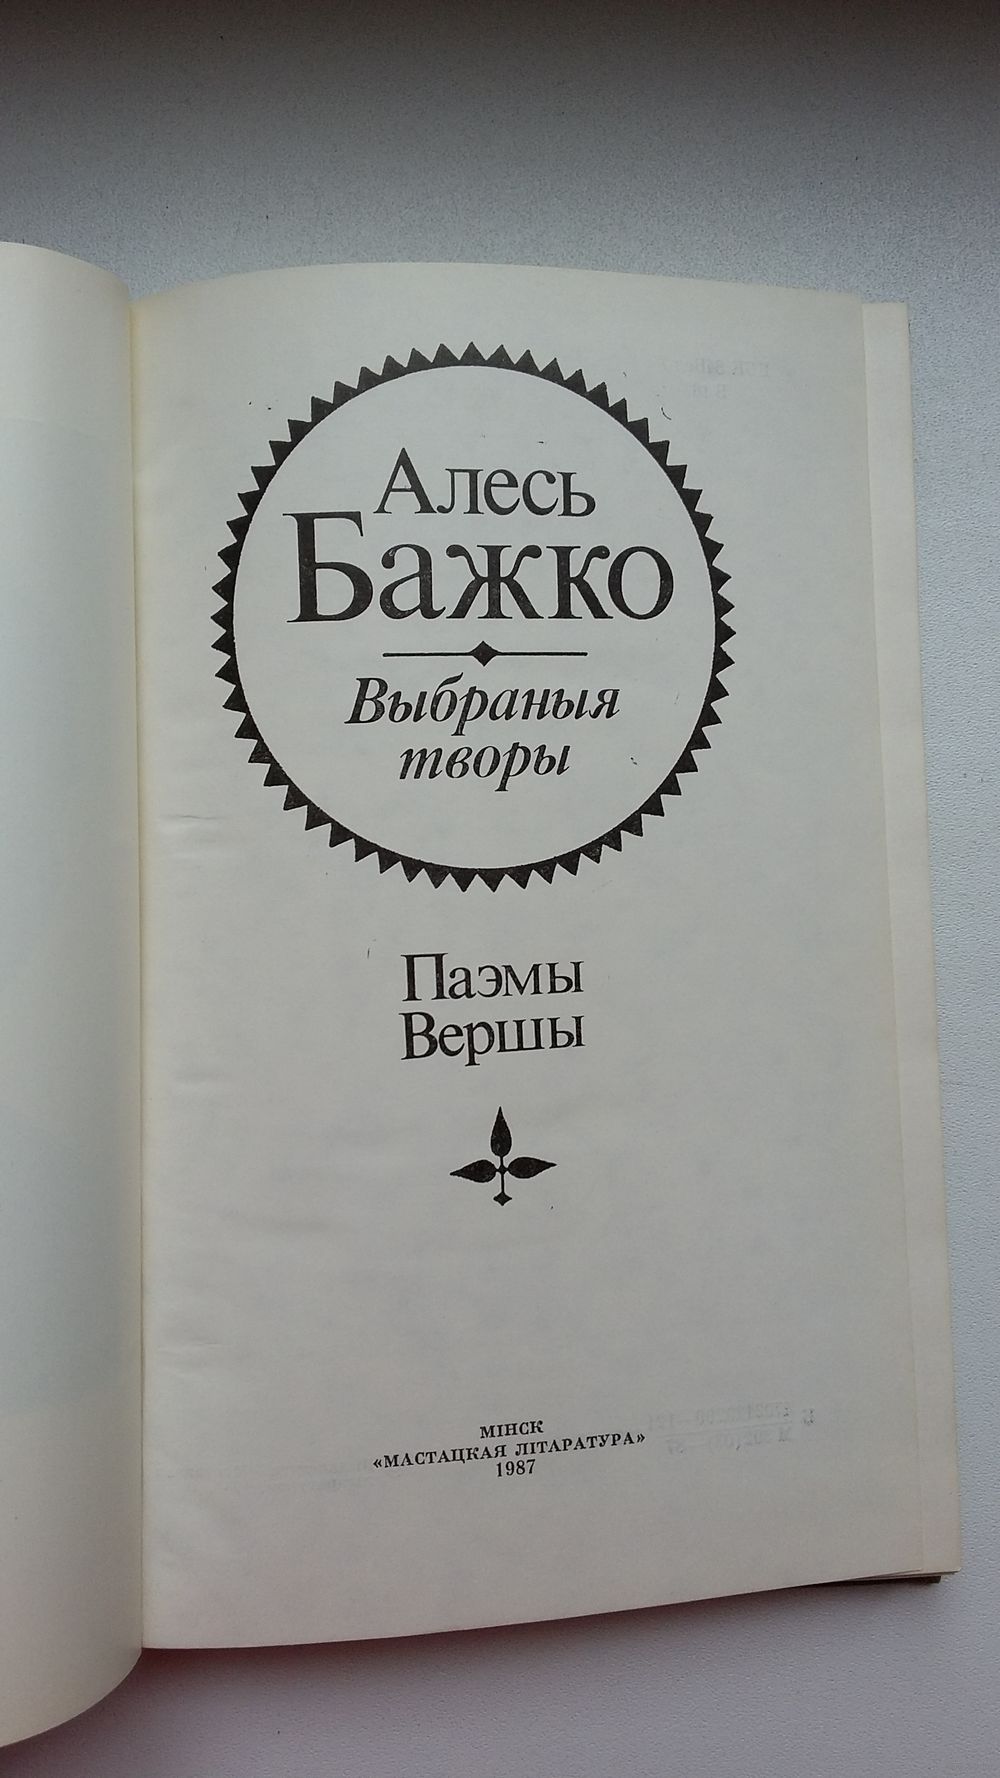 Алесь
Бажко
Выбраныя
творы
Паэмы
Вершы
МІНСК
«МАСТАЦКАЯ ЛІТАРАТУРА»
1987